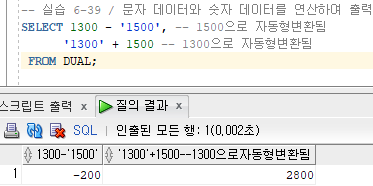 -- 실습 6-39 / 문자 데이터와 숫자 데이터를 연산하여 출력
SELECT 1300 - '1500', -- 1500으로 자동형변환됨
'1300' + 1500 -- 1300으로 자동형변환됨
FROM DUAL;
스크립트 출력 x 질의 결과 x
SQL | 인출된 모든 행: 1(0,002초)
1300-'1500' '1300'+1500--1300으로자동형변환됨
1 -200 2800